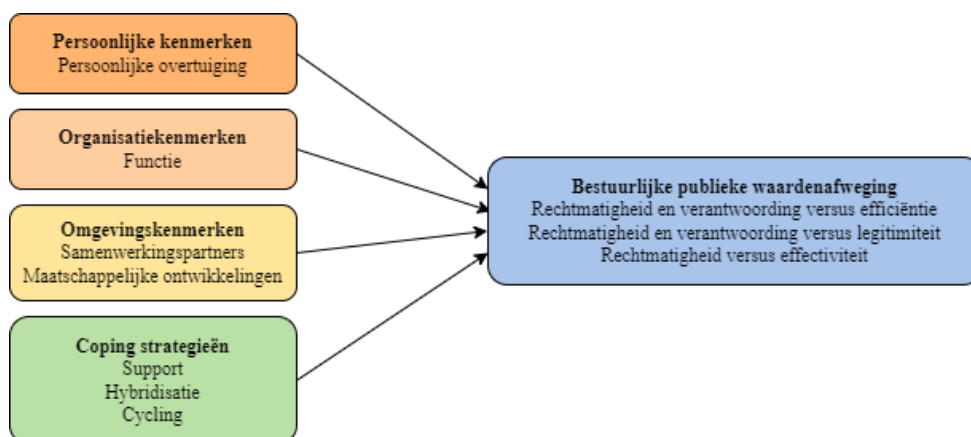 Persoonlijke kenmerken
Persoonlijke overtuiging
Organisatiekenmerken
Functie
Omgevingskenmerken
Samenwerkingspartners
Maatschappelijke ontwikkelingen
Coping strategieën
Support
Hybridisatie
Cycling
Bestuurlijke publieke waardenafweging
Rechtmatigheid en verantwoording versus efficiëntie
Rechtmatigheid en verantwoording versus legitimiteit
Rechtmatigheid versus effectiviteit